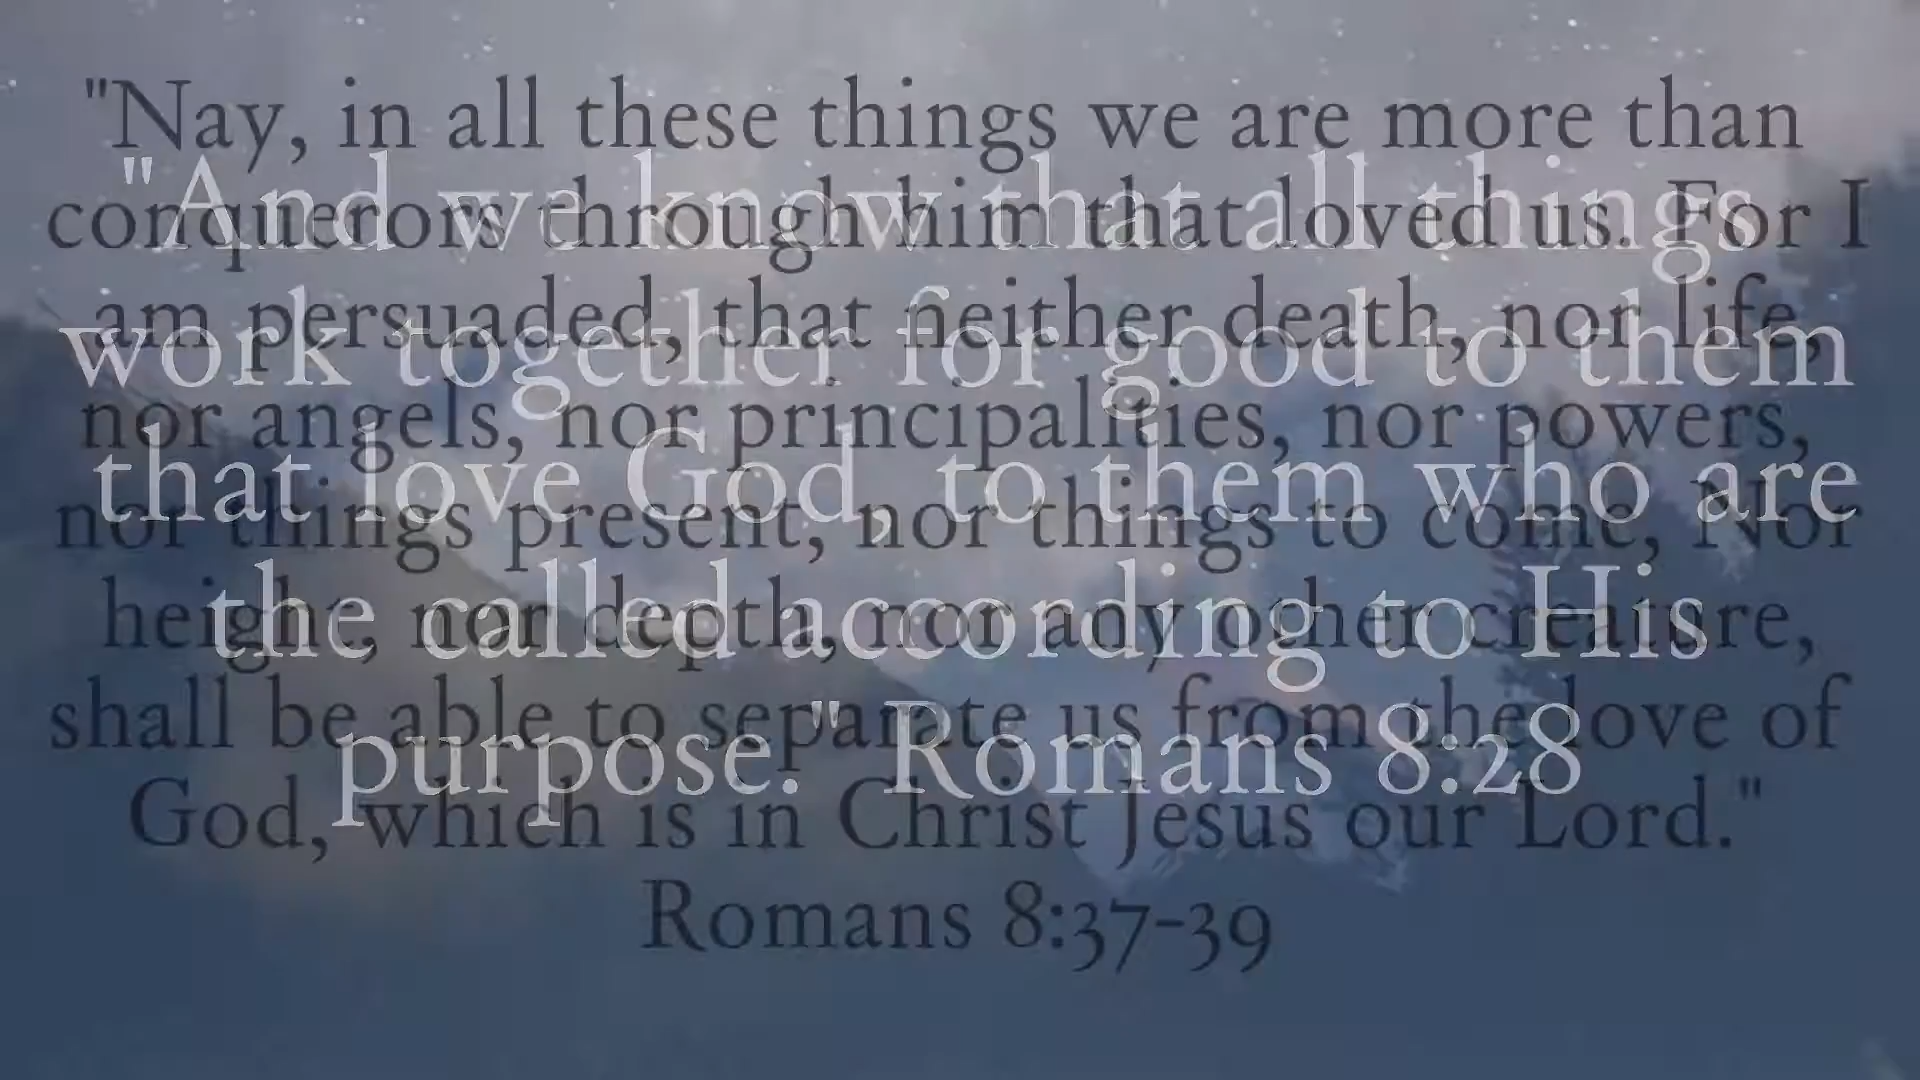 "Nay, in all these things we are more than
conquerors through him that loved us. For I
am persuaded, that neither death, nor life,
nor angels, nor principalities, nor powers,
nor things present, nor things to come, Nor
height, nor depth, nor any other creature,
shall be able to separate us from the love of
God, which is in Christ Jesus our Lord."
Romans 8:37-39
"And we know that all things
work together for good to them
that love God, to them who are
the called according to His
purpose." Romans 8:28